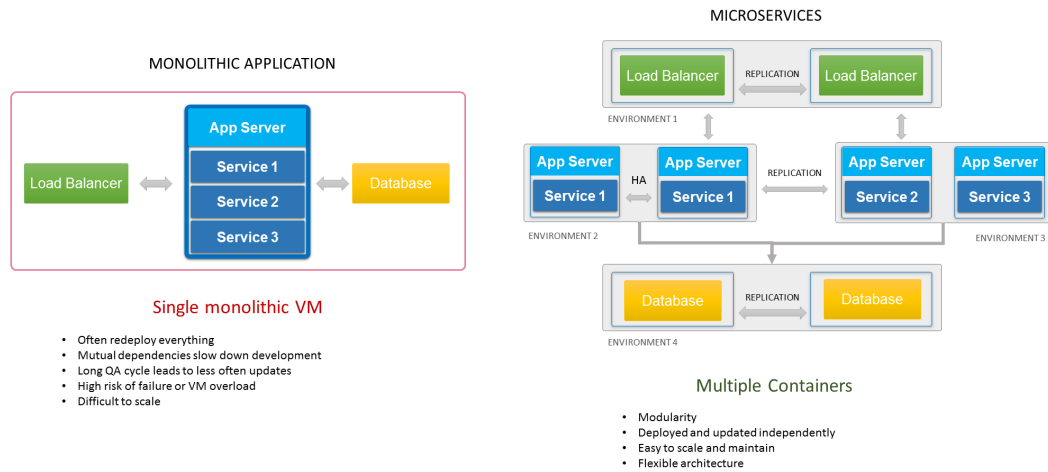 MONOLITHIC APPLICATION
Load Balancer
App Server
Service 1
Service 2
Service 3
Database
Single monolithic VM
• Often redeploy everything
• Mutual dependencies slow down development
• Long QA cycle leads to less often updates
• High risk of failure or VM overload
• Difficult to scale
MICROSERVICES
Load Balancer
REPLICATION
Load Balancer
ENVIRONMENT 1
App Server
Service 1
HA
App Server
Service 1
REPLICATION
App Server
Service 2
App Server
Service 3
ENVIRONMENT 2
ENVIRONMENT 3
Database
REPLICATION
Database
ENVIRONMENT 4
Multiple Containers
• Modularity
• Deployed and updated independently
• Easy to scale and maintain
• Flexible architecture